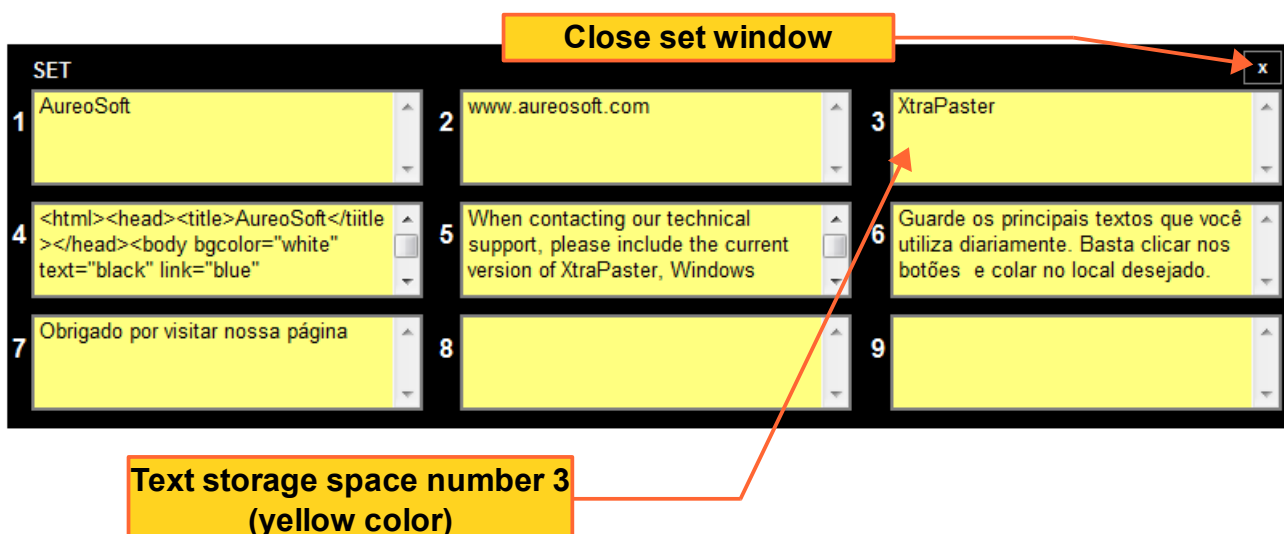 Close set window
SET
x
1
AureoSoft
2
www.aureosoft.com
3
XtraPaster
4
<html><head><title>AureoSoft</tiitle
></head><body bgcolor="white"
text="black" link="blue"
5
When contacting our technical
support, please include the current
version of XtraPaster, Windows
6
Guarde os principais textos que você
utiliza diariamente. Basta clicar nos
botões  e colar no local desejado.
7
Obrigado por visitar nossa página
8
9
Text storage space number 3
(yellow color)